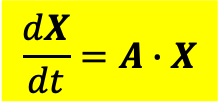 dX/dt = A · X